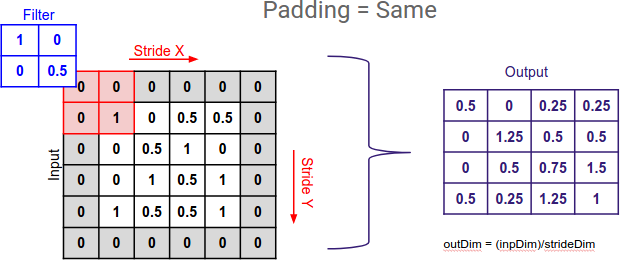 Padding = Same
Filter
1 0
0 0.5
Stride X
Input
0 0 0 0 0 0
0 1 0 0.5 0.5 0
0 0 0.5 1 0 0
0 0 1 0.5 1 0
0 1 0.5 0.5 1 0
0 0 0 0 0 0
Stride Y
Output
0.5 0 0.25 0.25
0 1.25 0.5 0.5
0 0.5 0.75 1.5
0.5 0.25 1.25 1
outDim = (inpDim)/strideDim